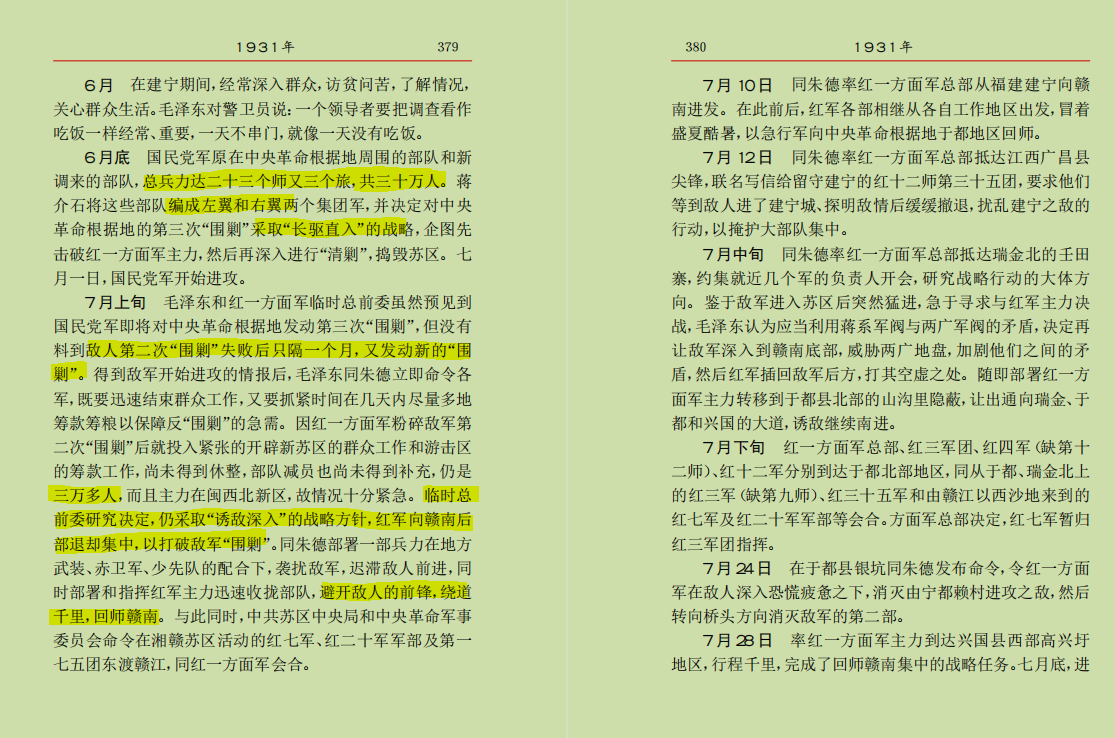 1931年 379
6月 在建宁期间,经常深入群众,访贫问苦,了解情况,
关心群众生活。毛泽东对警卫员说:一个领导者要把调查看作
吃饭一样经常、重要,一天不串门,就像一天没有吃饭。
6月底 国民党军原在中央革命根据地周围的部队和新
调来的部队,总兵力达二十三个师又三个旅,共三十万人。蒋
介石将这些部队编成左翼和右翼两个集团军,并决定对中央
革命根据地的第三次“围剿”采取“长驱直入”的战略,企图先
击破红一方面军主力,然后再深入进行“清剿”,捣毁苏区。七
月一日,国民党军开始进攻。
7月上旬 毛泽东和红一方面军临时总前委虽然预见到
国民党军即将对中央革命根据地发动第三次“围剿”,但没有
料到敌人第二次“围剿”失败后只隔一个月,又发动新的“围
剿”。得到敌军开始进攻的情报后,毛泽东同朱德立即命令各
军,既要迅速结束群众工作,又要抓紧时间在几天内尽量多地
筹款筹粮以保障反“围剿”的急需。因红一方面军粉碎敌军第
二次“围剿”后就投入紧张的开辟新苏区的群众工作和游击区
的筹款工作,尚未得到休整,部队减员也尚未得到补充,仍是
三万多人,而且主力在闽西北新区,故情况十分紧急。临时总
前委研究决定,仍采取“诱敌深入”的战略方针,红军向赣南后
部退却集中,以打破敌军“围剿”。同朱德部署一部兵力在地方
武装、赤卫军、少先队的配合下,袭扰敌军,迟滞敌人前进,同
时部署和指挥红军主力迅速收拢部队,避开敌人的前锋,绕道
千里,回师赣南。与此同时,中共苏区中央局和中央革命军事
委员会命令在湘赣苏区活动的红七军、红二十军军部及第一
七五团东渡赣江,同红一方面军会合。
380 1931年
7月10日 同朱德率红一方面军总部从福建建宁向赣
南进发。在此前后,红军各部相继从各自工作地区出发,冒着
盛夏酷暑,以急行军向中央革命根据地于都地区回师。
7月12日 同朱德率红一方面军总部抵达江西广昌县
尖锋,联名写信给留守建宁的红十二师第三十五团,要求他们
等到敌人进了建宁城、探明敌情后缓缓撤退,扰乱建宁之敌的
行动,以掩护大部队集中。
7月中旬 同朱德率红一方面军总部抵达瑞金北的壬田
寨,约集就近几个军的负责人开会,研究战略行动的大体方
向。鉴于敌军进入苏区后突然猛进,急于寻求与红军主力决
战,毛泽东认为应当利用蒋系军阀与两广军阀的矛盾,决定再
让敌军深入到赣南底部,威胁两广地盘,加剧他们之间的矛
盾,然后红军插回敌军后方,打其空虚之处。随即部署红一方
面军主力转移到于都县北部的山沟里隐蔽,让出通向瑞金、于
都和兴国的大道,诱敌继续南进。
7月下旬 红一方面军总部、红三军团、红四军(缺第十
二师)、红十二军分别到达于都北部地区,同从于都、瑞金北上
的红三军(缺第九师)、红三十五军和由赣江以西沙地来到的
红七军及红二十军军部等会合。方面军总部决定,红七军暂归
红三军团指挥。
7月24日 在于都县银坑同朱德发布命令,令红一方面
军在敌人深入恐慌疲惫之下,消灭由宁都赖村进攻之敌,然后
转向桥头方向消灭敌军的第二部。
7月28日 率红一方面军主力到达兴国县西部高兴圩
地区,行程千里,完成了回师赣南集中的战略任务。七月底,进